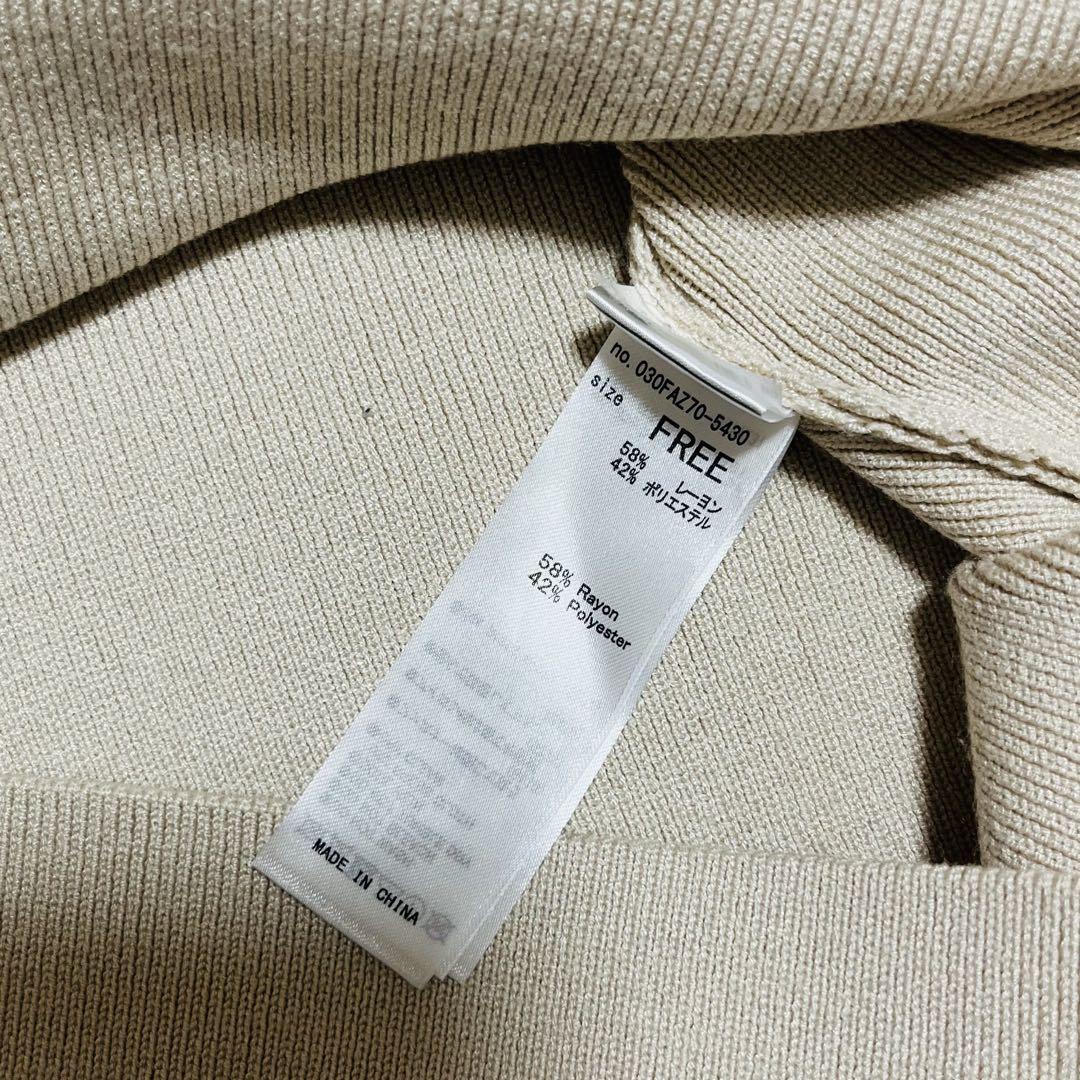 no. 030FAZ70-5430
size
FREE
58% レーヨン
42% ポリエステル
58% Rayon
42% Polyester
MADE IN CHINA